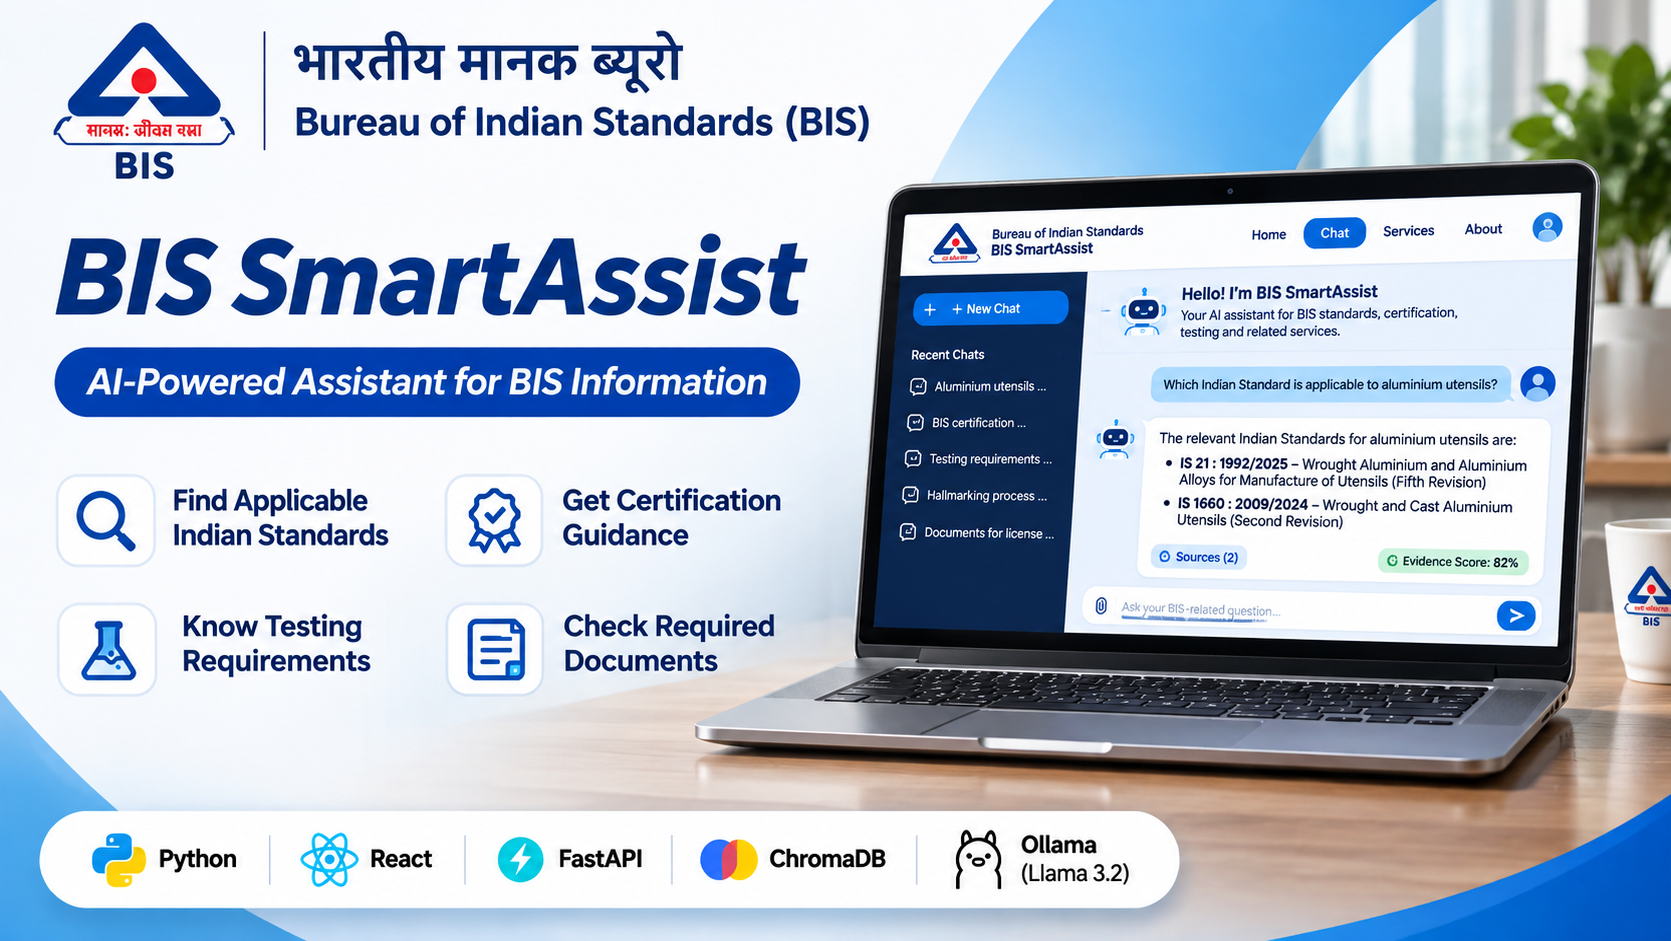 भारतीय मानक ब्यूरो
Bureau of Indian Standards (BIS)
BIS
BIS SmartAssist
AI-Powered Assistant for BIS Information
Find Applicable
Indian Standards
Get Certification
Guidance
Know Testing
Requirements
Check Required
Documents
Bureau of Indian Standards
BIS SmartAssist
Home
Chat
Services
About
+ + New Chat
Recent Chats
Aluminium utensils ...
BIS certification ...
Testing requirements ...
Hallmarking process ...
Documents for license ...
Hello! I'm BIS SmartAssist
Your AI assistant for BIS standards, certification,
testing and related services.
Which Indian Standard is applicable to aluminium utensils?
The relevant Indian Standards for aluminium utensils are:
• IS 21 : 1992/2025 – Wrought Aluminium and Aluminium
Alloys for Manufacture of Utensils (Fifth Revision)
• IS 1660 : 2009/2024 – Wrought and Cast Aluminium
Utensils (Second Revision)
Sources (2)
Evidence Score: 82%
Ask your BIS-related question...
BIS
Python
React
FastAPI
ChromaDB
Ollama
(Llama 3.2)